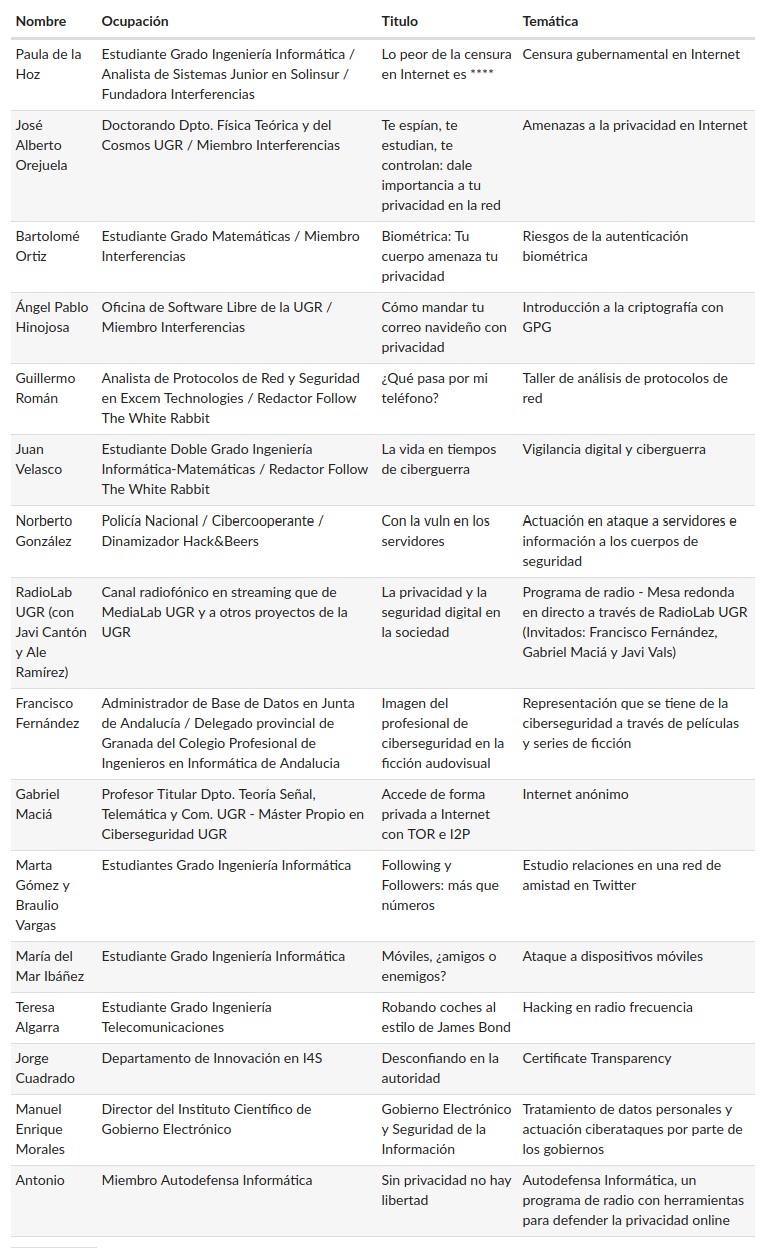 Nombre Ocupación Titulo Temática
Paula de la Estudiante Grado Ingeniería Informática / Lo peor de la censura Censura gubernamental en Internet
Hoz Analista de Sistemas Junior en Solinsur / en Internet es ****
Fundadora Interferencias
José Doctorando Dpto. Física Teórica y del Te espían, te Amenazas a la privacidad en Internet
Alberto Cosmos UGR / Miembro Interferencias estudian, te
Orejuela controlan: dale
importancia a tu
privacidad en la red
Bartolomé Estudiante Grado Matemáticas / Miembro Biométrica: Tu Riesgos de la autenticación
Ortiz Interferencias cuerpo amenaza tu biométrica
privacidad
Ángel Pablo Oficina de Software Libre de la UGR / Cómo mandar tu Introducción a la criptografía con
Hinojosa Miembro Interferencias correo navideño con GPG
privacidad
Guillermo Analista de Protocolos de Red y Seguridad ¿Qué pasa por mi Taller de análisis de protocolos de
Román en Excem Technologies / Redactor Follow teléfono? red
The White Rabbit
Juan Estudiante Doble Grado Ingeniería La vida en tiempos Vigilancia digital y ciberguerra
Velasco Informática-Matemáticas / Redactor Follow de ciberguerra
The White Rabbit
Norberto Policía Nacional / Cibercooperante / Con la vuln en los Actuación en ataque a servidores e
González Dinamizador Hack&Beers servidores información a los cuerpos de
seguridad
RadioLab Canal radiofónico en streaming que de La privacidad y la Programa de radio - Mesa redonda
UGR (con MediaLab UGR y a otros proyectos de la seguridad digital en en directo a través de RadioLab UGR
Javi Cantón UGR la sociedad (Invitados: Francisco Fernández,
y Ale Gabriel Maciá y Javi Vals)
Ramírez)
Francisco Administrador de Base de Datos en Junta Imagen del Representación que se tiene de la
Fernández de Andalucía / Delegado provincial de profesional de ciberseguridad a través de películas
Granada del Colegio Profesional de ciberseguridad en la y series de ficción
Ingenieros en Informática de Andalucia ficción audiovisual
Gabriel Profesor Titular Dpto. Teoría Señal, Accede de forma Internet anónimo
Maciá Telemática y Com. UGR - Máster Propio en privada a Internet
Ciberseguridad UGR con TOR e I2P
Marta Estudiantes Grado Ingeniería Informática Following y Estudio relaciones en una red de
Gómez y Followers: más que amistad en Twitter
Braulio números
Vargas
María del Estudiante Grado Ingeniería Informática Móviles, ¿amigos o Ataque a dispositivos móviles
Mar Ibáñez enemigos?
Teresa Estudiante Grado Ingeniería Robando coches al Hacking en radio frecuencia
Algarra Telecomunicaciones estilo de James Bond
Jorge Departamento de Innovación en I4S Desconfiando en la Certificate Transparency
Cuadrado autoridad
Manuel Director del Instituto Científico de Gobierno Electrónico Tratamiento de datos personales y
Enrique Gobierno Electrónico y Seguridad de la actuación ciberataques por parte de
Morales Información los gobiernos
Antonio Miembro Autodefensa Informática Sin privacidad no hay Autodefensa Informática, un
libertad programa de radio con herramientas
para defender la privacidad online